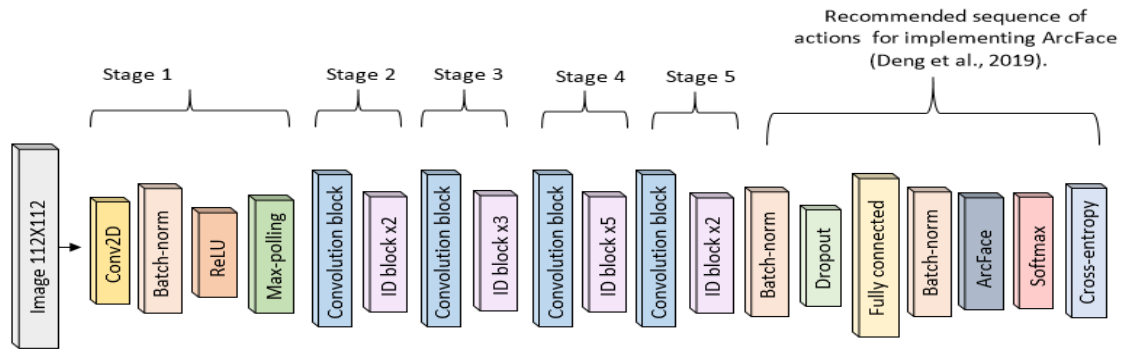 Recommended sequence of
actions for implementing ArcFace
(Deng et al., 2019).
Stage 1
Stage 2
Stage 3
Stage 4
Stage 5
Image 112X112
Conv2D
Batch-norm
ReLU
Max-polling
Convolution block
ID block x2
Convolution block
ID block x3
Convolution block
ID block x5
Convolution block
ID block x2
Batch-norm
Dropout
Fully connected
Batch-norm
ArcFace
Softmax
Cross-entropy